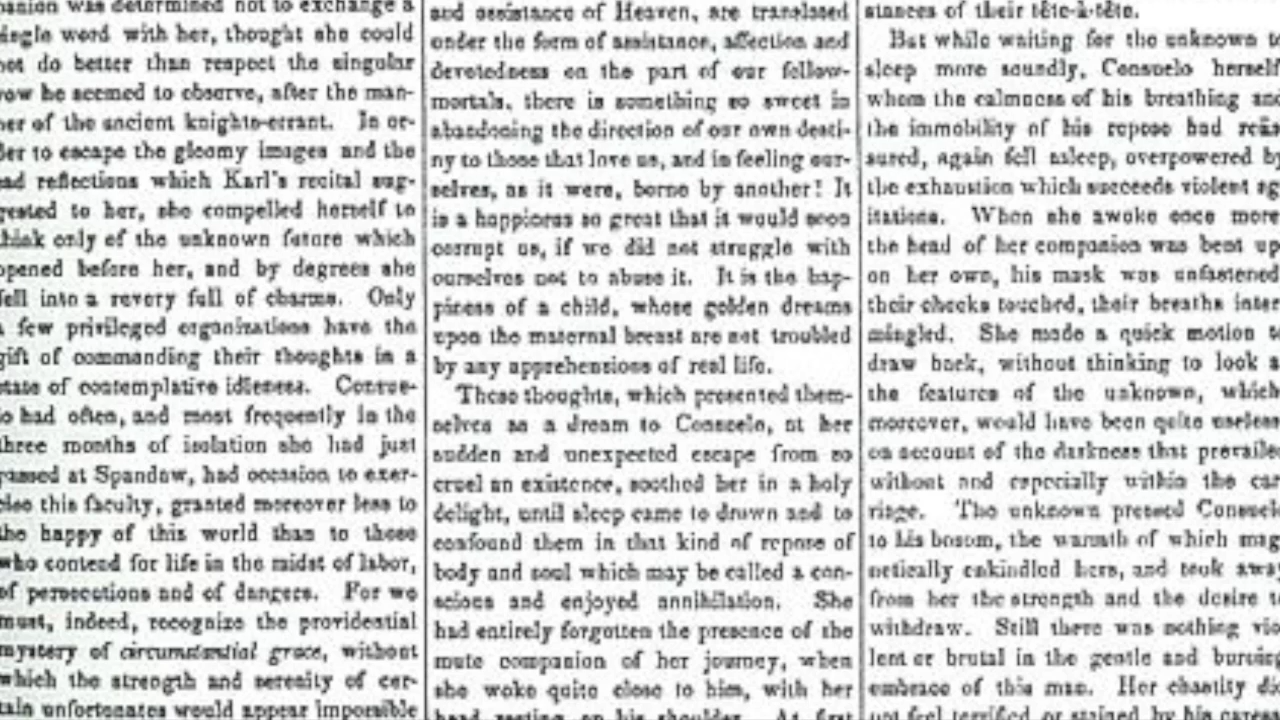 panion was determined not to exchange a
single word with her, thought she could
not do better than respect the singular
vow he seemed to observe, after the man-
ner of the ancient knights-errant. In or-
der to escape the gloomy images and the
sad reflections which Karl's recital sug-
gested to her, she compelled herself to
think only of the unknown future which
opened before her, and by degrees she
fell into a revery full of charms. Only
a few privileged organizations have the
gift of commanding their thoughts in a
state of contemplative idleness. Consue-
lo had often, and most frequently in the
three months of isolation she had just
passed at Spandaw, had occasion to exer-
cise this faculty, granted moreover less to
the happy of this world than to those
who contend for life in the midst of labor,
of persecutions and of dangers. For we
must, indeed, recognize the providential
mystery of circumstantial grace, without
which the strength and serenity of cer-
tain unfortunates would appear impossible
and assistance of Heaven, are translated
under the form of assistance, affection and
devotedness on the part of our fellow-
mortals, there is something so sweet in
abandoning the direction of our own desti-
ny to those that love us, and in feeling our-
selves, as it were, borne by another! It
is a happiness so great that it would soon
corrupt us, if we did not struggle with
ourselves not to abuse it. It is the hap-
piness of a child, whose golden dreams
upon the maternal breast are not troubled
by any apprehensions of real life.
These thoughts, which presented them-
selves as a dream to Consuelo, at her
sudden and unexpected escape from so
cruel an existence, soothed her in a holy
delight, until sleep came to drown and to
confound them in that kind of repose of
body and soul which may be called a con-
scious and enjoyed annihilation. She
had entirely forgotten the presence of the
mute companion of her journey, when
she woke quite close to him, with her
head resting on his shoulder. At first
stances of their tête-à-tête.
But while waiting for the unknown to
sleep more soundly, Consuelo herself
whom the calmness of his breathing and
the immobility of his repose had reäs
sured, again fell asleep, overpowered by
the exhaustion which succeeds violent ag
itations. When she awoke once more
the head of her companion was bent up
on her own, his mask was unfastened
their cheeks touched, their breaths inter
mingled. She made a quick motion to
draw back, without thinking to look a
the features of the unknown, which
moreover, would have been quite useless
on account of the darkness that prevailed
without and especially within the car
riage. The unknown pressed Consuelo
to his bosom, the warmth of which mag
netically enkindled hers, and took away
from her the strength and the desire to
withdraw. Still there was nothing vio
lent or brutal in the gentle and burning
embrace of this man. Her chastity did
not feel terrified or stained by his caress